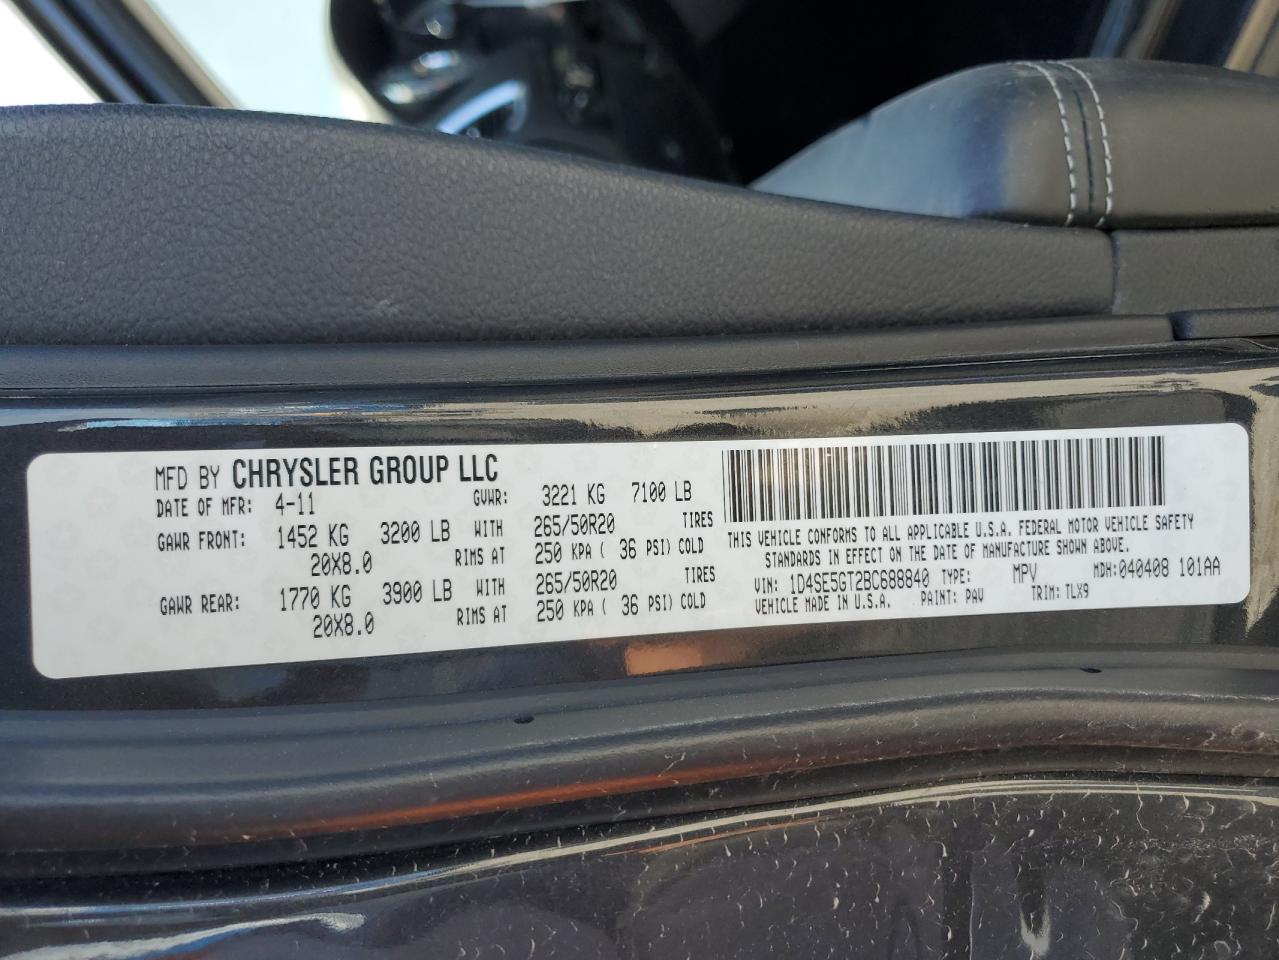 MFD BY CHRYSLER GROUP LLC
DATE OF MFR: 4-11 GVWR: 3221 KG 7100 LB
GAWR FRONT: 1452 KG 3200 LB WITH 265/50R20 TIRES
20X8.0 RIMS AT 250 KPA ( 36 PSI) COLD
GAWR REAR: 1770 KG 3900 LB WITH 265/50R20 TIRES
20X8.0 RIMS AT 250 KPA ( 36 PSI) COLD
THIS VEHICLE CONFORMS TO ALL APPLICABLE U.S.A. FEDERAL MOTOR VEHICLE SAFETY
STANDARDS IN EFFECT ON THE DATE OF MANUFACTURE SHOWN ABOVE.
VIN: 1D4SE5GT2BC688840 TYPE: MPV MDH:040408 101AA
VEHICLE MADE IN U.S.A. PAINT: PAV TRIM: TLX9